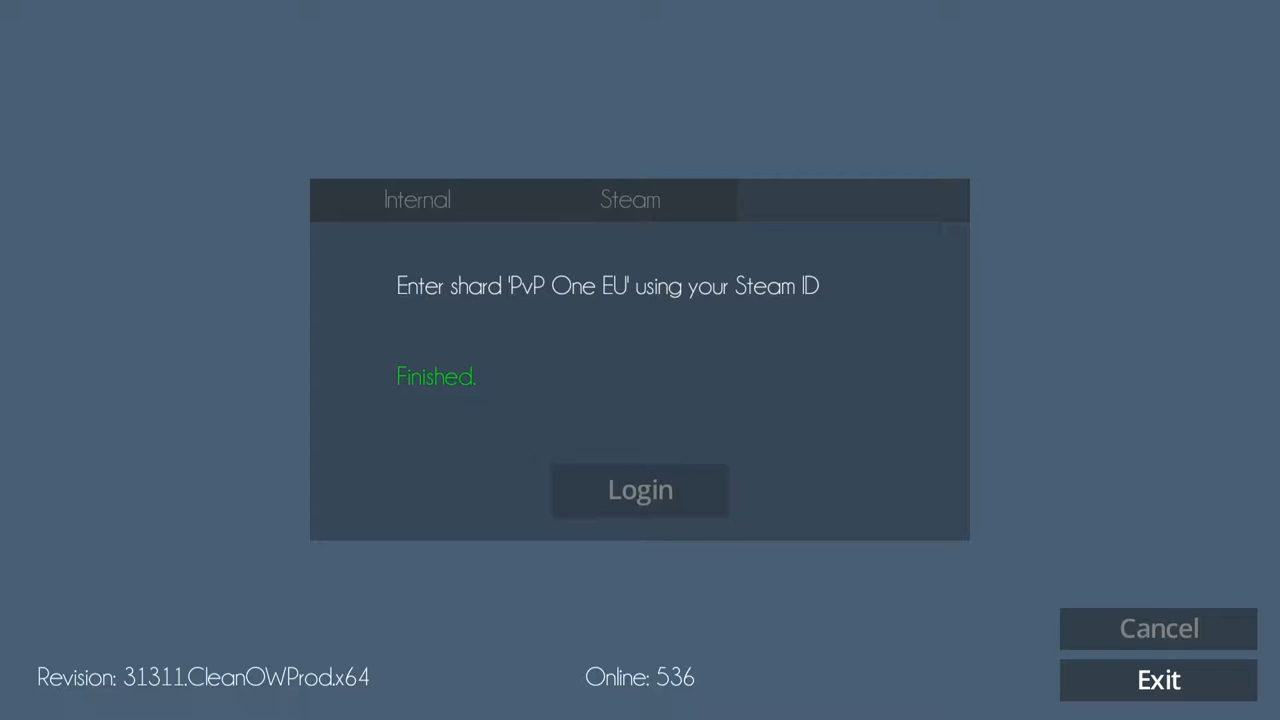 Internal Steam
Enter shard 'PvP One EU' using your Steam ID
Finished.
Login
Cancel
Revision: 31311.CleanOWProd.x64 Online: 536 Exit